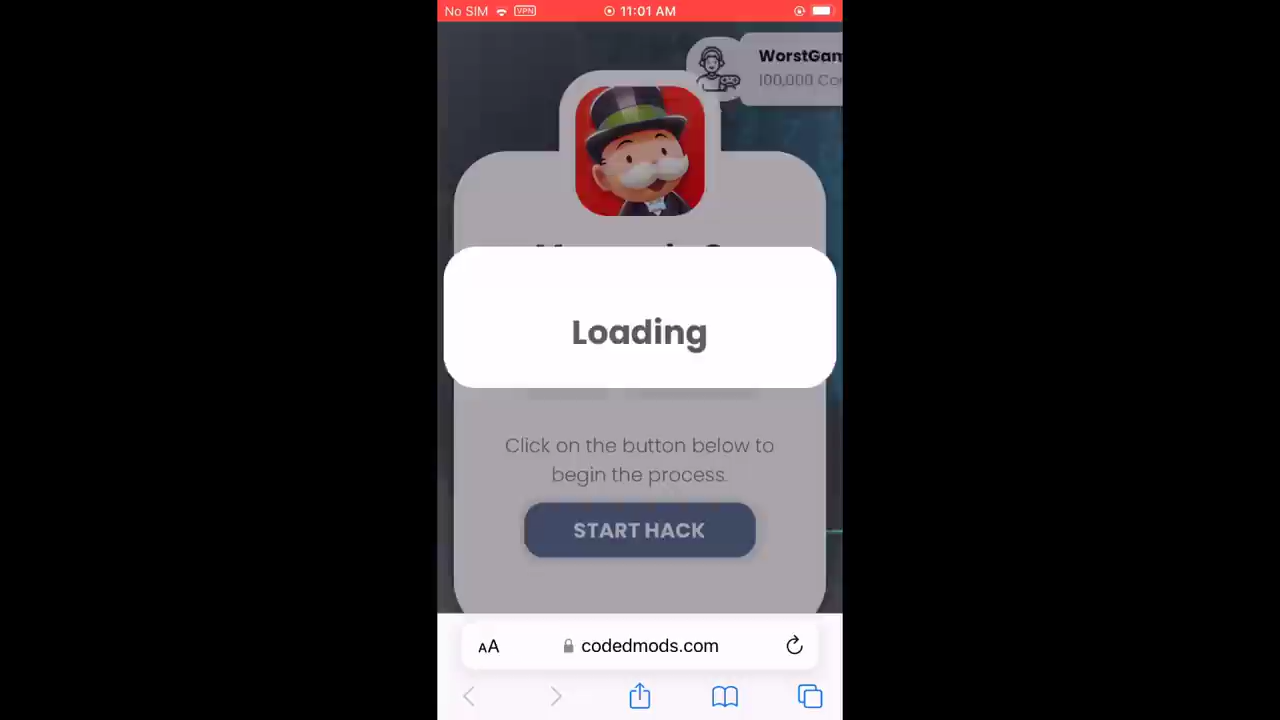 No SIM VPN 11:01 AM
WorstGam
100,000 Co
Loading
Click on the button below to
begin the process.
START HACK
AA codedmods.com